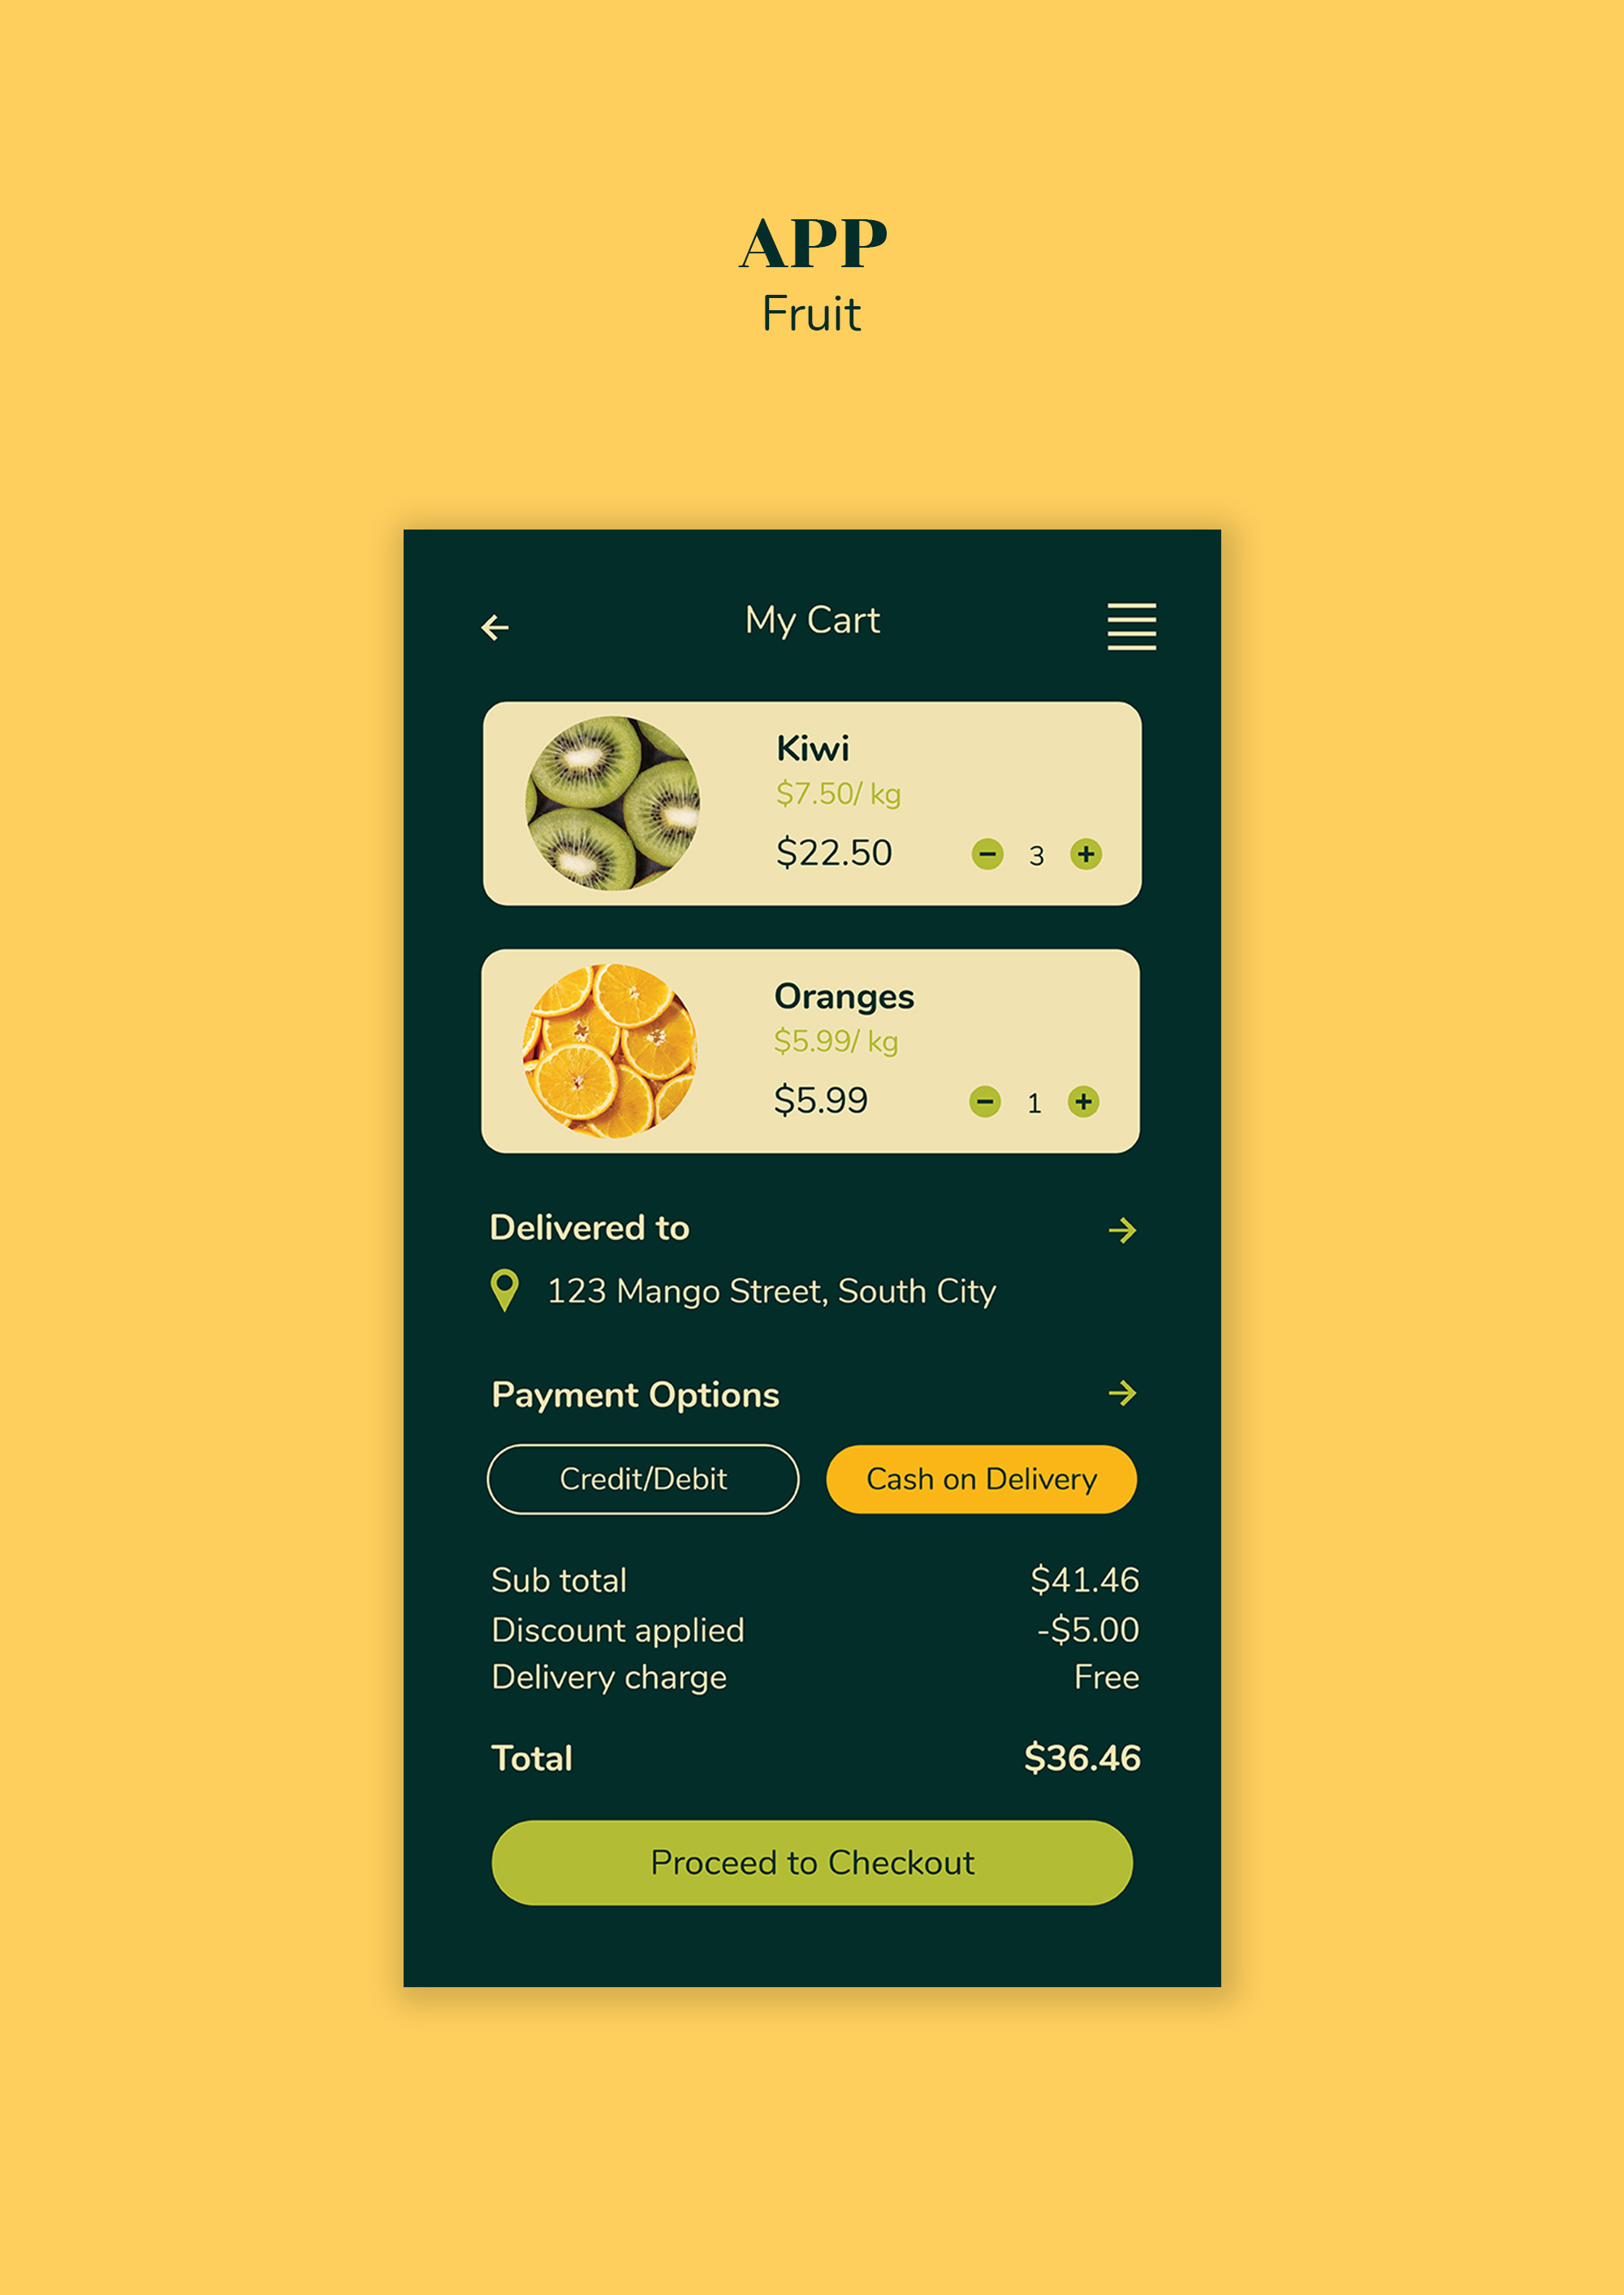 APP
Fruit
My Cart
Kiwi
$7.50/ kg
$22.50
3
Oranges
$5.99/ kg
$5.99
1
Delivered to
123 Mango Street, South City
Payment Options
Credit/Debit Cash on Delivery
Sub total $41.46
Discount applied -$5.00
Delivery charge Free
Total $36.46
Proceed to Checkout